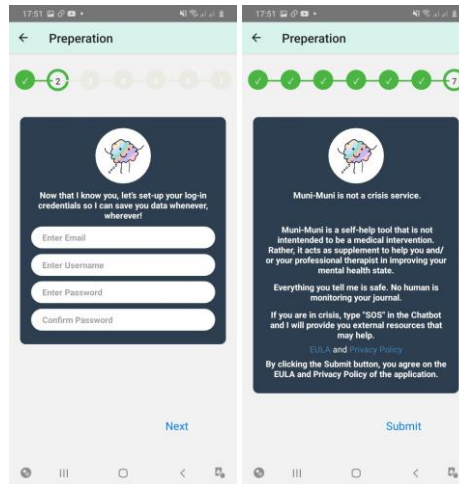 17:51
Preperation
2
3
4
5
6
7
Now that I know you, let's set-up your log-in
credentials so I can save you data whenever,
wherever!
Enter Email
Enter Username
Enter Password
Confirm Password
Next
17:51
Preperation
7
Muni-Muni is not a crisis service.
Muni-Muni is a self-help tool that is not
intentended to be a medical intervention.
Rather, it acts as supplement to help you and/
or your professional therapist in improving your
mental health state.
Everything you tell me is safe. No human is
monitoring your journal.
If you are in crisis, type "SOS" in the Chatbot
and I will provide you external resources that
may help.
EULA and Privacy Policy
By clicking the Submit button, you agree on the
EULA and Privacy Policy of the application.
Submit